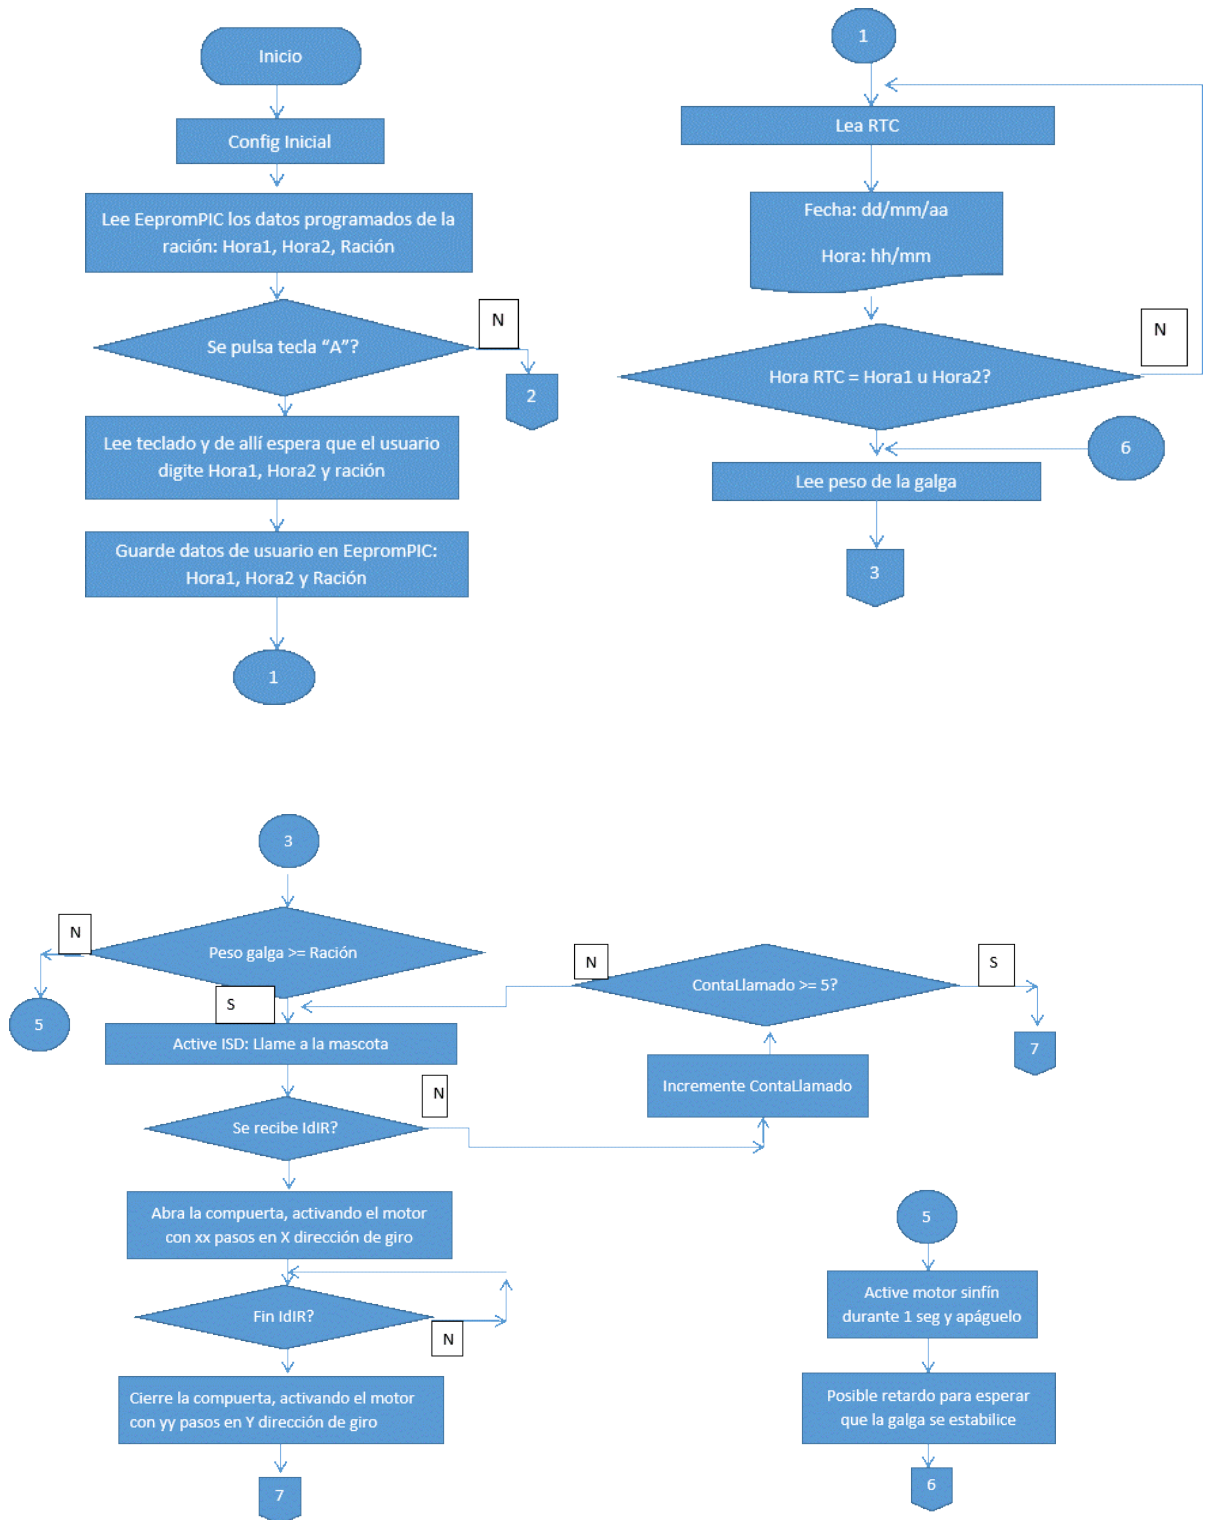 Inicio
Config Inicial
Lee EepromPIC los datos programados de la
ración: Hora1, Hora2, Ración
Se pulsa tecla “A”?
N
2
Lee teclado y de allí espera que el usuario
digite Hora1, Hora2 y ración
Guarde datos de usuario en EepromPIC:
Hora1, Hora2 y Ración
1
1
Lea RTC
Fecha: dd/mm/aa
Hora: hh/mm
N
Hora RTC = Hora1 u Hora2?
6
Lee peso de la galga
3
3
N
Peso galga >= Ración
5
S
Active ISD: Llame a la mascota
N
Se recibe IdIR?
Abra la compuerta, activando el motor
con xx pasos en X dirección de giro
Fin IdIR?
N
Cierre la compuerta, activando el motor
con yy pasos en Y dirección de giro
7
N
ContaLlamado >= 5?
S
7
Incremente ContaLlamado
5
Active motor sinfín
durante 1 seg y apáguelo
Posible retardo para esperar
que la galga se estabilice
6